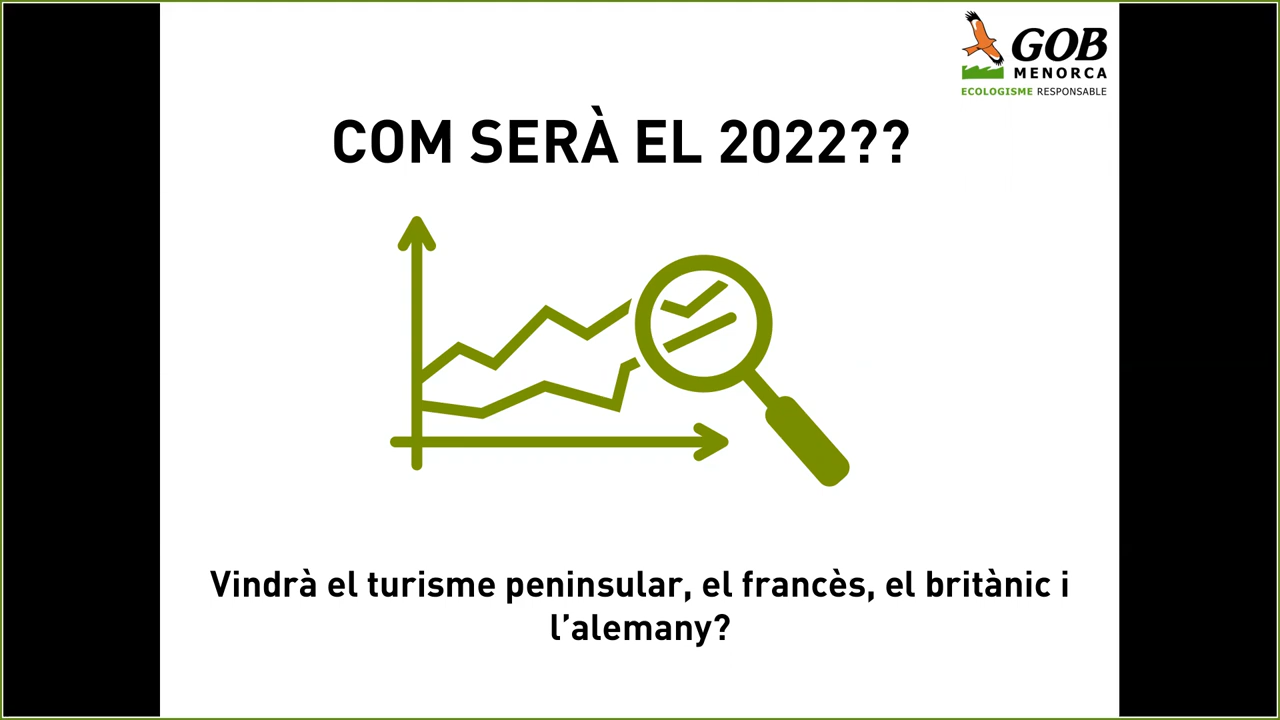 GOB
MENORCA
ECOLOGISME RESPONSABLE
COM SERÀ EL 2022??
Vindrà el turisme peninsular, el francès, el britànic i
l’alemany?